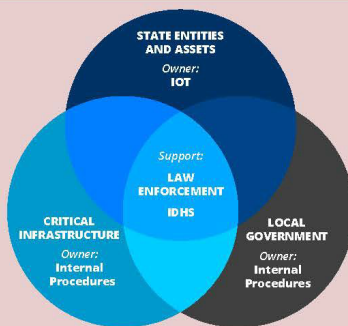 STATE ENTITIES
AND ASSETS
Owner:
IOT
Support:
LAW
ENFORCEMENT
IDHS
CRITICAL
INFRASTRUCTURE
Owner:
Internal
Procedures
LOCAL
GOVERNMENT
Owner:
Internal
Procedures